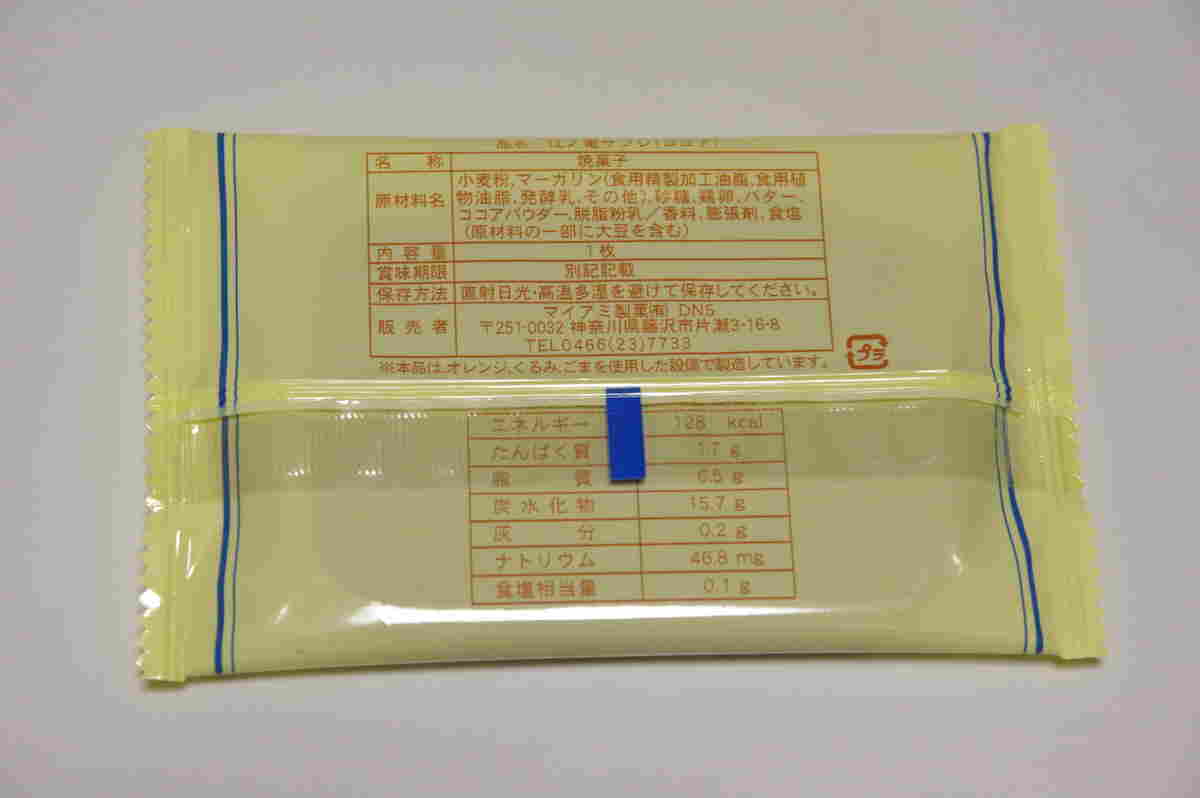 名 称 焼菓子
原材料名 小麦粉、マーガリン(食用精製加工油脂、食用植
物油脂、発酵乳、その他)、砂糖、鶏卵、バター、
ココアパウダー、脱脂粉乳／香料、膨張剤、食塩
(原材料の一部に大豆を含む)
内容量 1枚
賞味期限 別記記載
保存方法 直射日光・高温多湿を避けて保存してください。
販売者 マイアミ製菓㈲ DN5
〒251-0032 神奈川県藤沢市片瀬3-16-8
TEL0466(23)7733
プラ
※本品は、オレンジ、くるみ、ごまを使用した設備で製造しています。
エネルギー 128 kcal
たんぱく質 1.7 g
脂質 6.5 g
炭水化物 15.7 g
灰分 0.2 g
ナトリウム 46.8 mg
食塩相当量 0.1 g